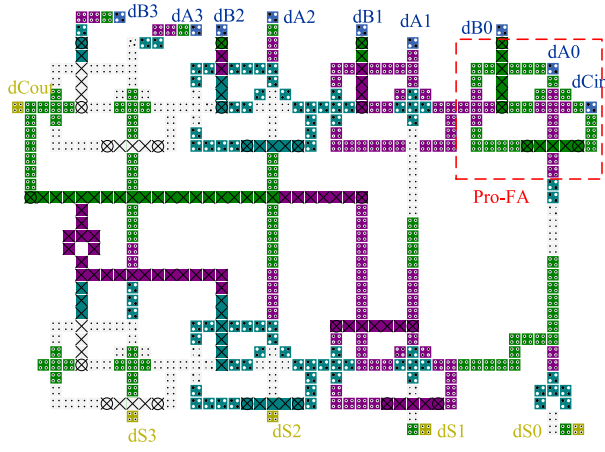 dB3 dA3 dB2 dA2 dB1 dA1 dB0
dA0
dCout dCin
Pro-FA
dS3 dS2 dS1 dS0